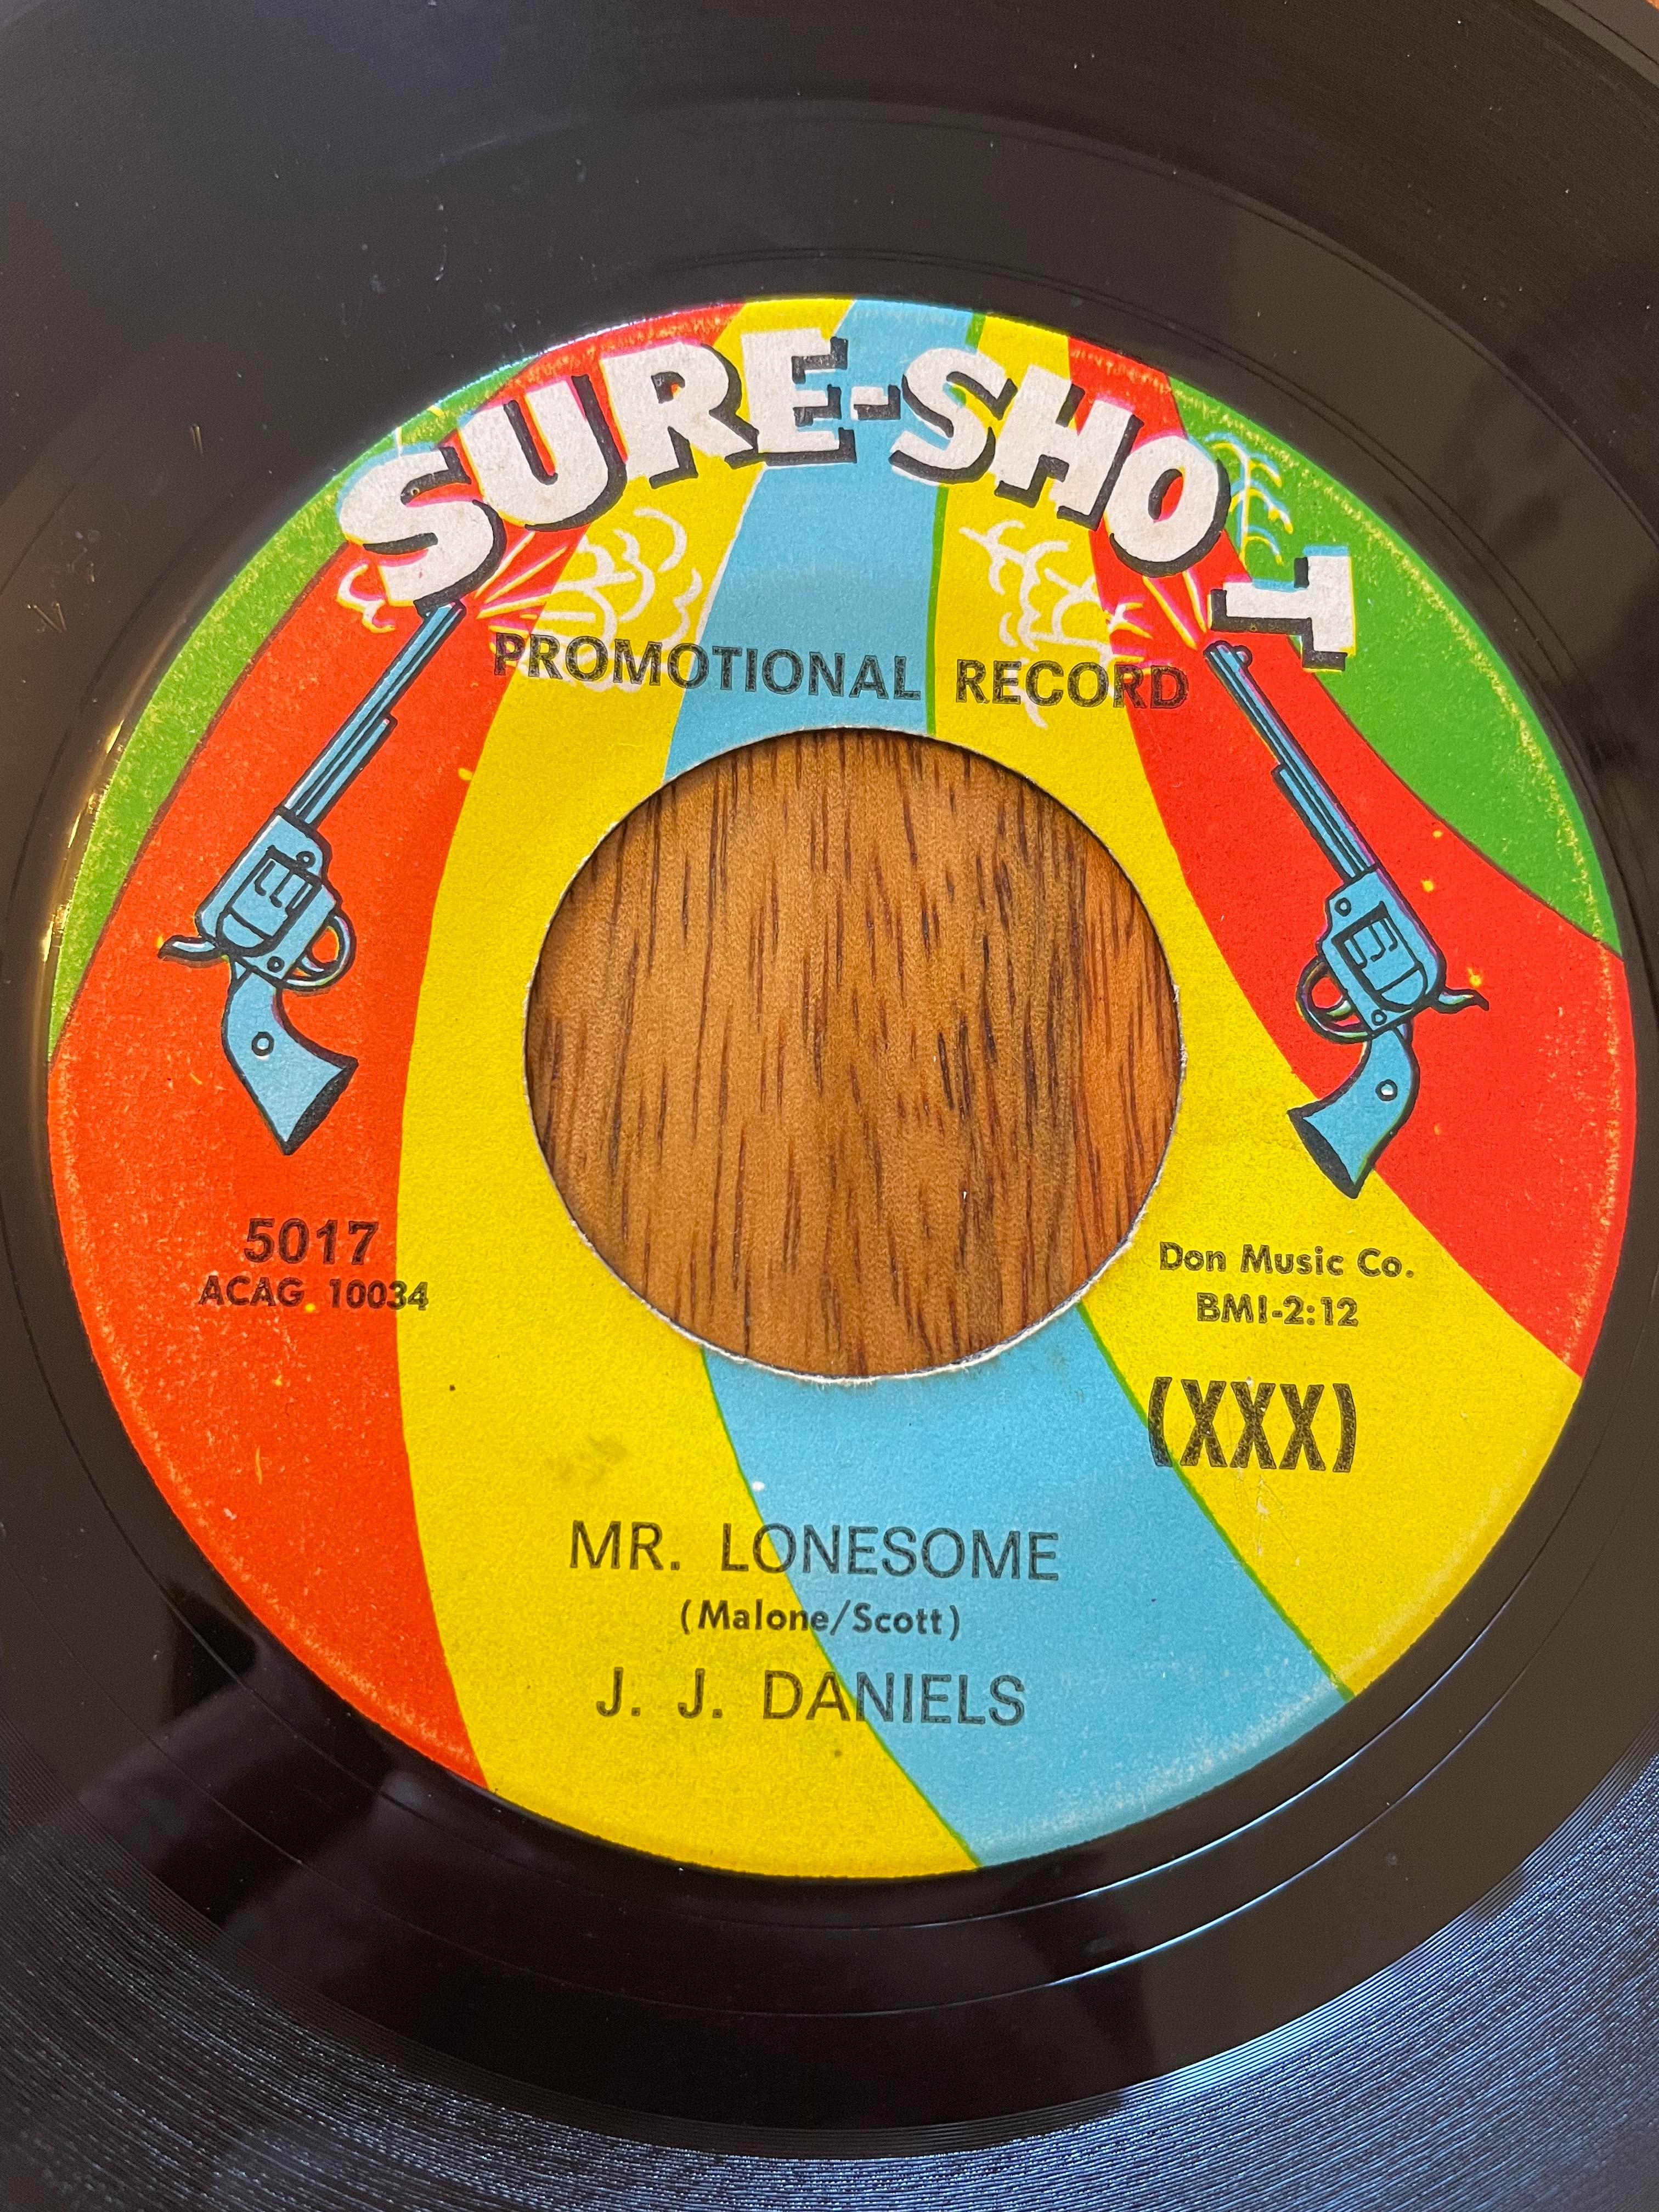 SURE-SHOT
PROMOTIONAL RECORD
5017
ACAG 10034
Don Music Co.
BMI-2:12
(XXX)
MR. LONESOME
(Malone/Scott)
J. J. DANIELS